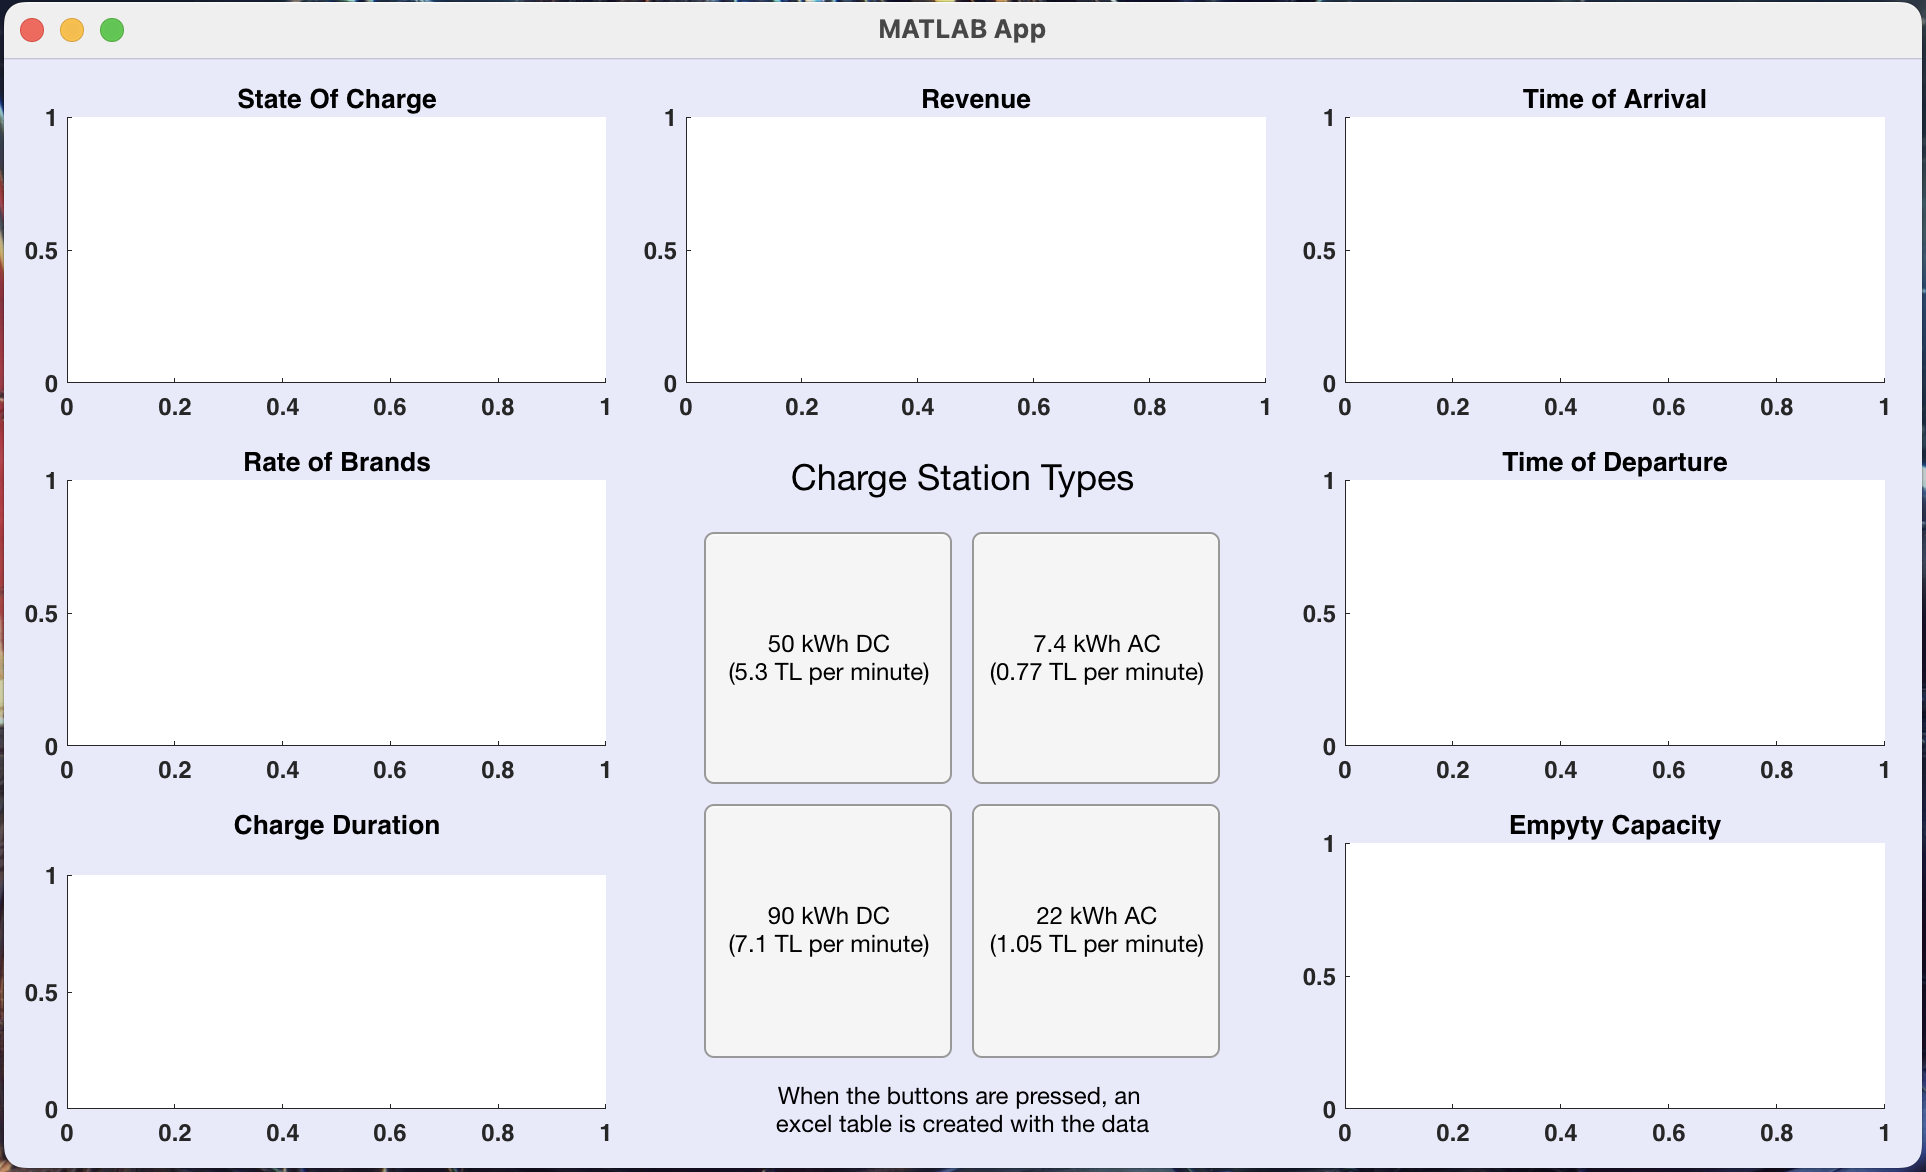 MATLAB App
State Of Charge
1
0.5
0
0 0.2 0.4 0.6 0.8 1
Revenue
1
0.5
0
0 0.2 0.4 0.6 0.8 1
Time of Arrival
1
0.5
0
0 0.2 0.4 0.6 0.8 1
Rate of Brands
1
0.5
0
0 0.2 0.4 0.6 0.8 1
Charge Station Types
50 kWh DC
(5.3 TL per minute)
7.4 kWh AC
(0.77 TL per minute)
90 kWh DC
(7.1 TL per minute)
22 kWh AC
(1.05 TL per minute)
When the buttons are pressed, an
excel table is created with the data
Time of Departure
1
0.5
0
0 0.2 0.4 0.6 0.8 1
Charge Duration
1
0.5
0
0 0.2 0.4 0.6 0.8 1
Empyty Capacity
1
0.5
0
0 0.2 0.4 0.6 0.8 1